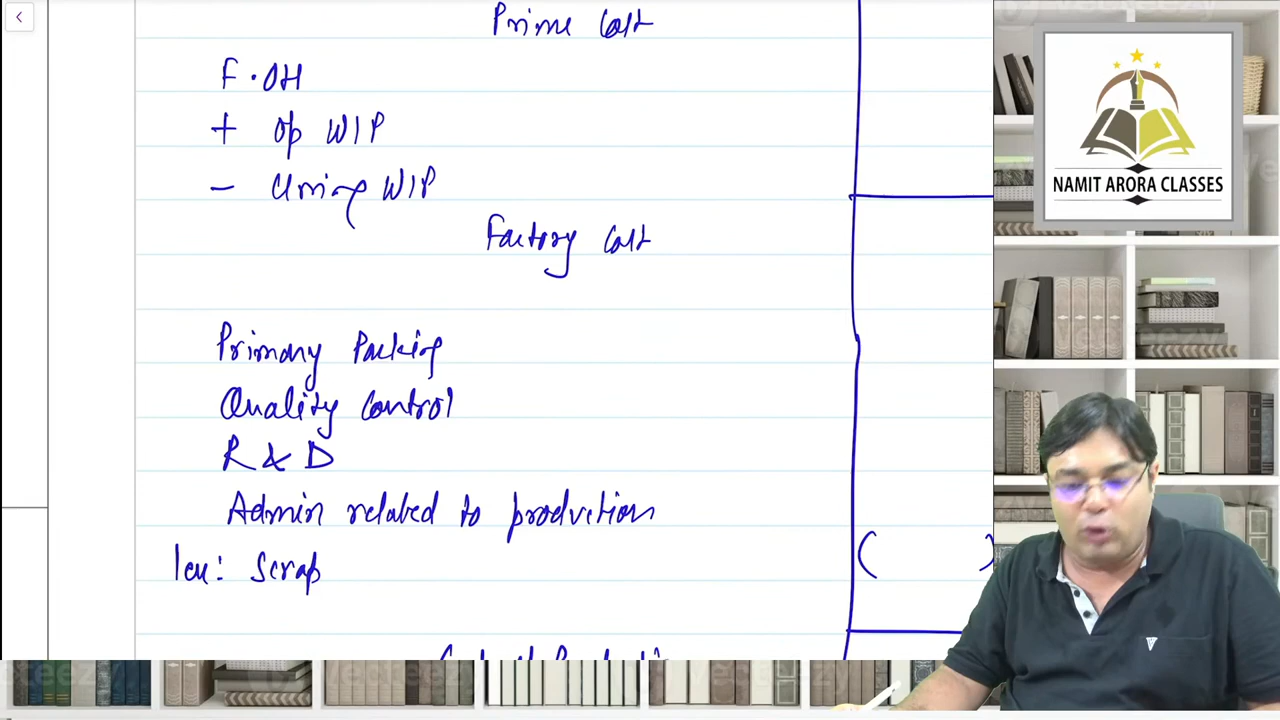 Prime Cost
F.OH
+ Op WIP
- Closing WIP
Factory Cost
Primary Packing
Quality Control
R & D
Admin related to production
Less: Scrap
( )
NAMIT ARORA CLASSES